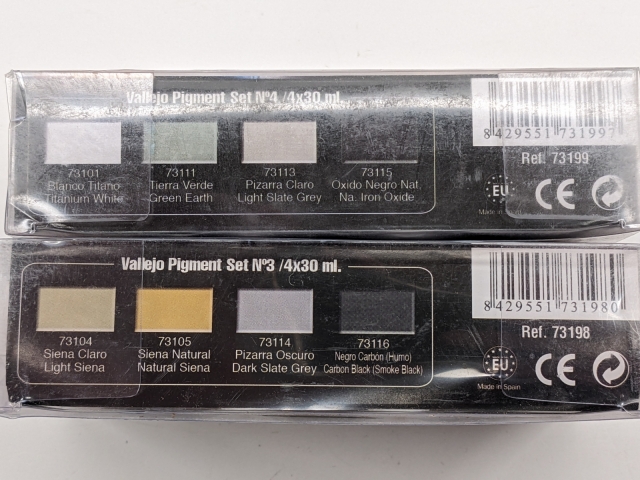 Vallejo Pigment Set Nº4 /4x30 ml.
73101
Blanco Titano
Titanium White
73111
Tierra Verde
Green Earth
73113
Pizarra Claro
Light Slate Grey
73115
Oxido Negro Nat.
Na. Iron Oxide
8 429551 731997
Ref. 73199
EU
Made in Spain
CE
Vallejo Pigment Set Nº3 /4x30 ml.
73104
Siena Claro
Light Siena
73105
Siena Natural
Natural Siena
73114
Pizarra Oscuro
Dark Slate Grey
73116
Negro Carbón (Humo)
Carbon Black (Smoke Black)
8 429551 731980
Ref. 73198
EU
Made in Spain
CE